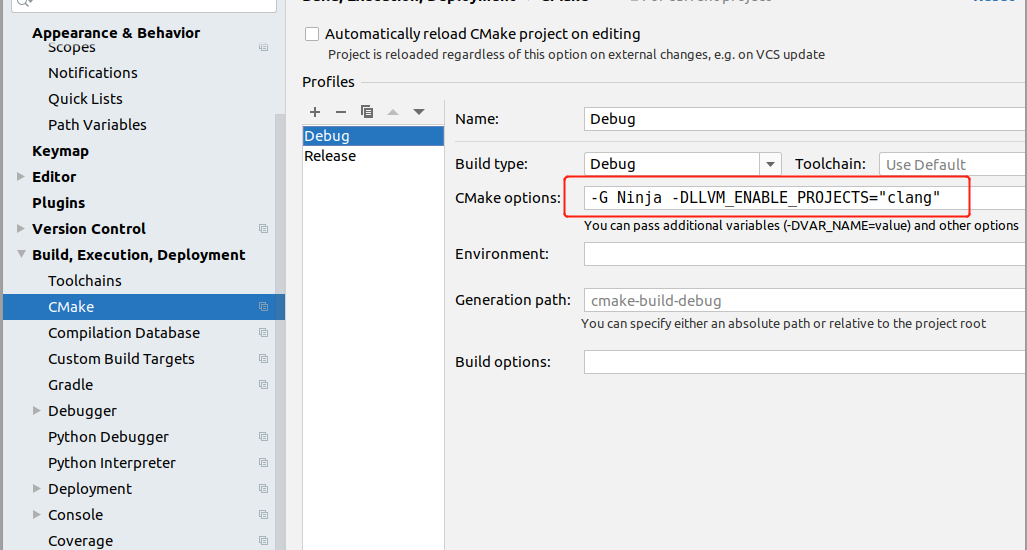 Appearance & Behavior
Scopes
Notifications
Quick Lists
Path Variables
Keymap
Editor
Plugins
Version Control
Build, Execution, Deployment
Toolchains
CMake
Compilation Database
Custom Build Targets
Gradle
Debugger
Python Debugger
Python Interpreter
Deployment
Console
Coverage
Automatically reload CMake project on editing
Project is reloaded regardless of this option on external changes, e.g. on VCS update
Profiles
Debug
Release
Name: Debug
Build type: Debug Toolchain: Use Default
CMake options: -G Ninja -DLLVM_ENABLE_PROJECTS="clang"
You can pass additional variables (-DVAR_NAME=value) and other options
Environment:
Generation path: cmake-build-debug
You can specify either an absolute path or relative to the project root
Build options: